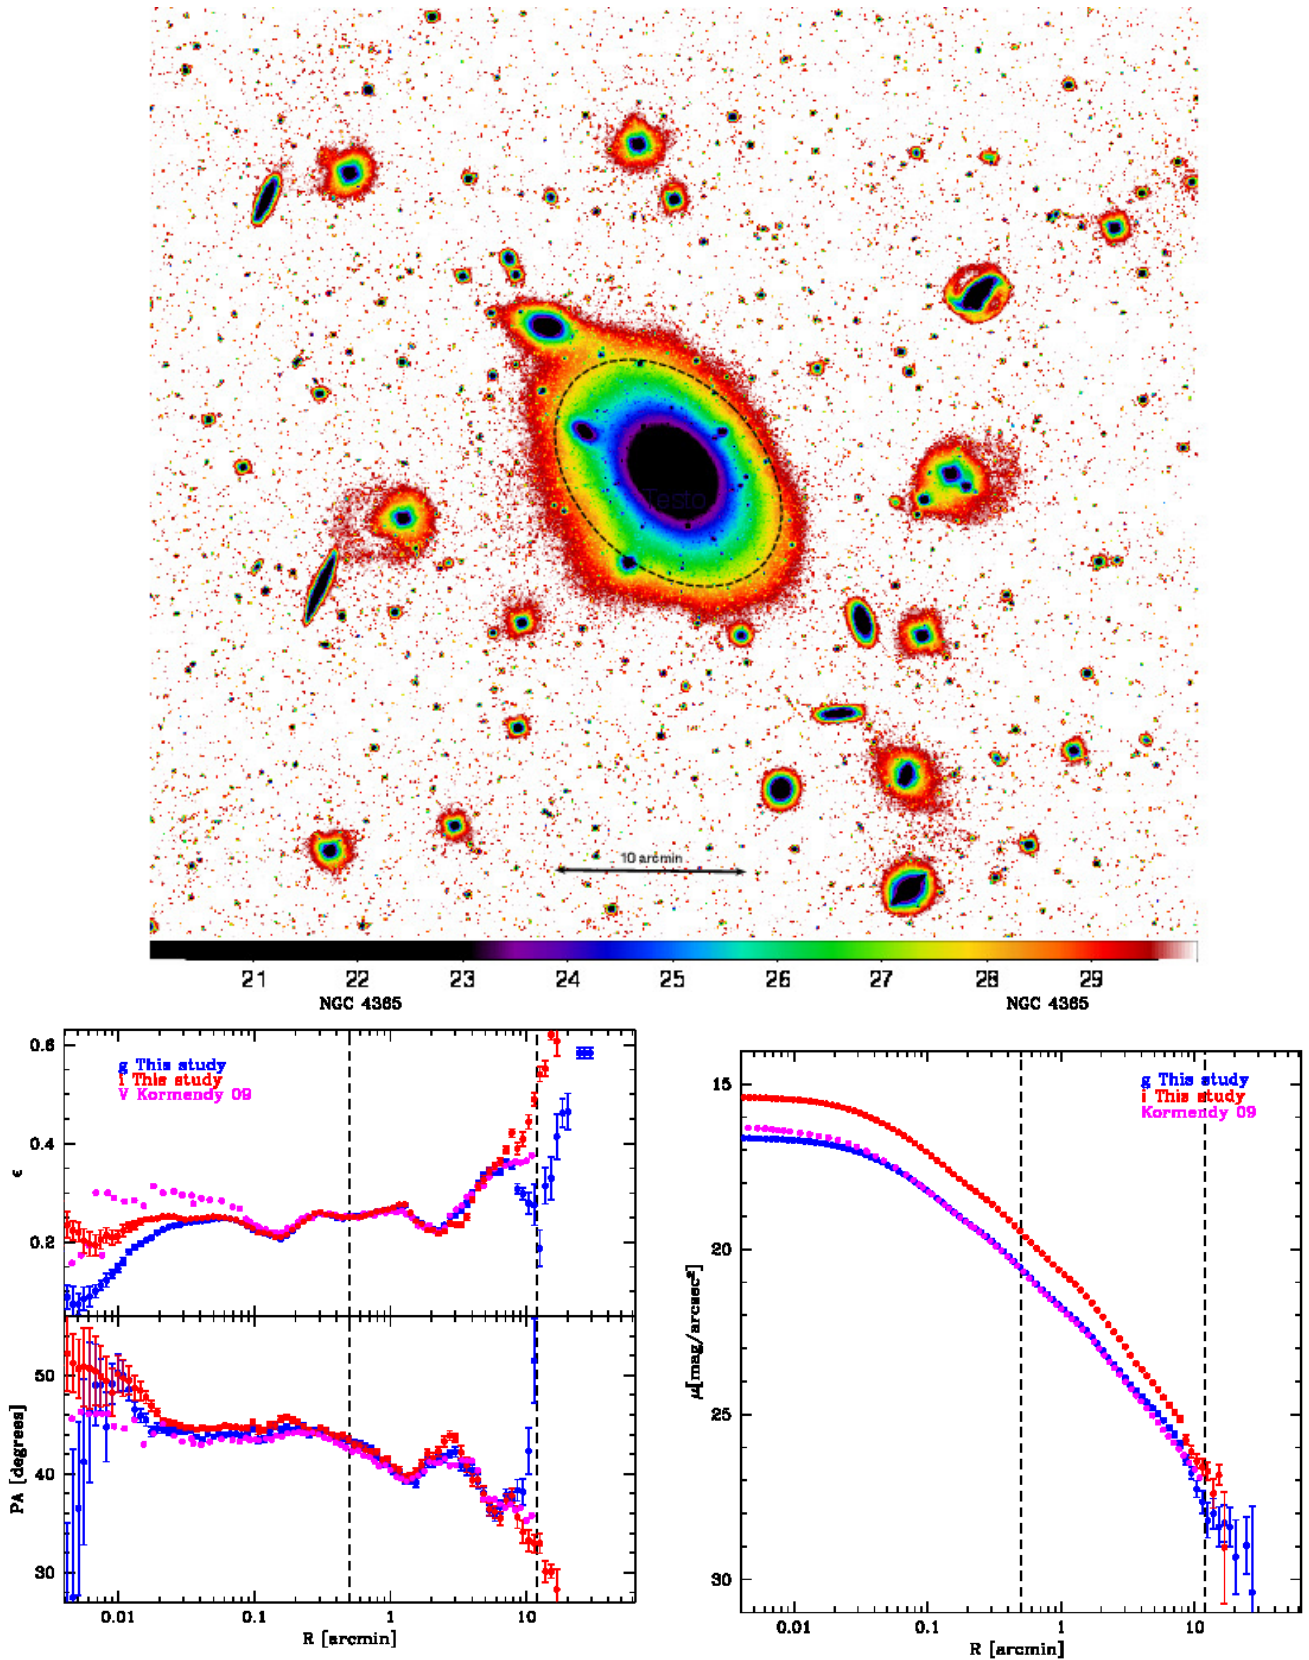 Testo
10 arcmin
21 22 23 24 25 26 27 28 29
NGC 4365 NGC 4365
0.6
g This study
i This study
V Kormendy 09
0.4
ϵ
0.2
50
PA [degrees]
40
30
0.01 0.1 1 10
R [arcmin]
15
g This study
i This study
Kormendy 09
20
μ[mag/arcsec²]
25
30
0.01 0.1 1 10
R [arcmin]